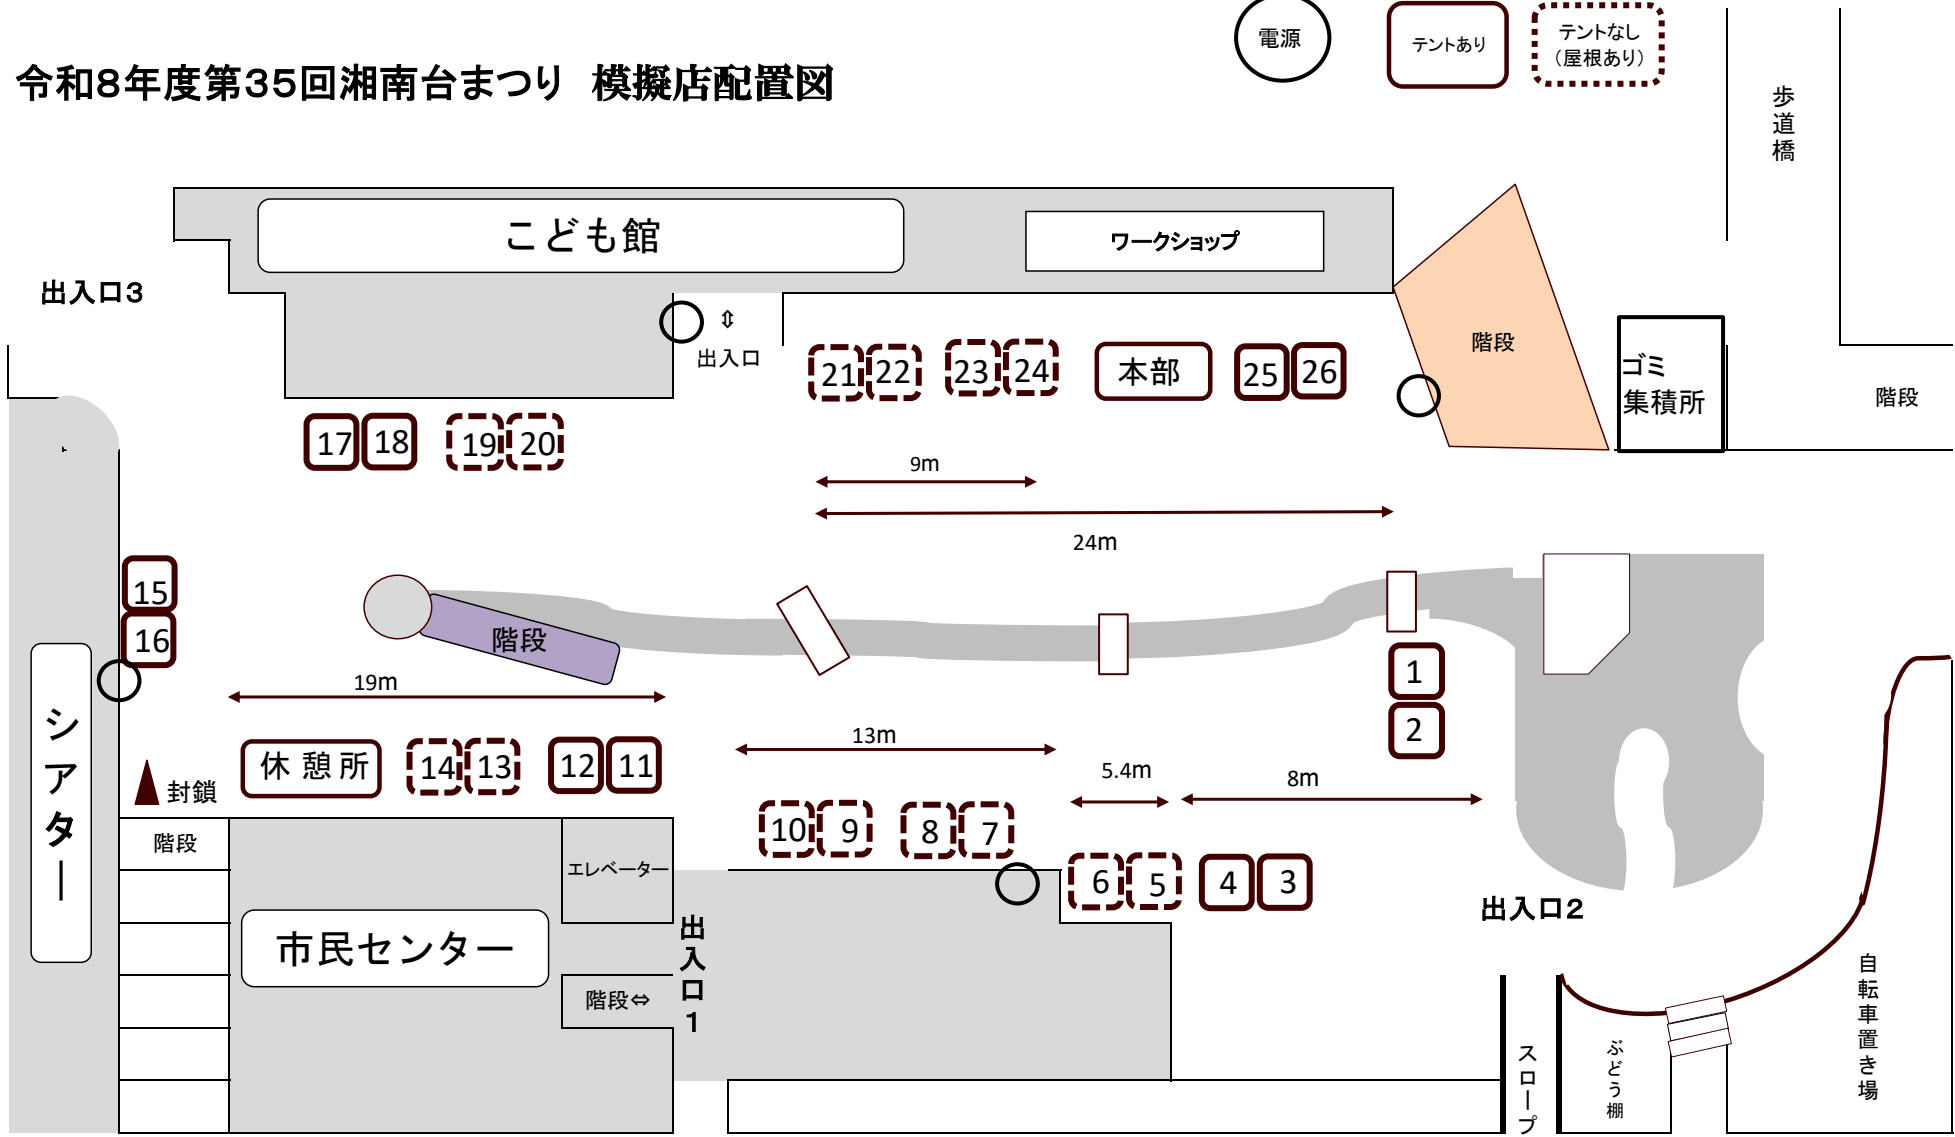 電源
テントあり
テントなし
（屋根あり）
令和8年度第35回湘南台まつり　模擬店配置図
歩道橋
こども館
ワークショップ
出入口3
⇕
出入口
階段
ゴミ
集積所
階段
21 22 23 24 本部 25 26
17 18 19 20
9m
24m
15
16
階段
19m
1
2
13m
5.4m
8m
休憩所 14 13 12 11
封鎖
シアター
10 9 8 7
6 5 4 3
階段
エレベーター
市民センター
階段⇔
出入口1
出入口2
スロープ
ぶどう棚
自転車置き場